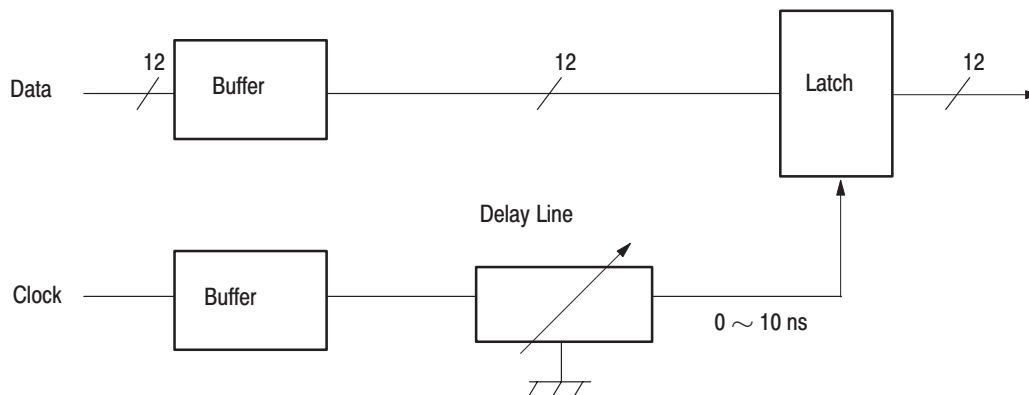 12
12
12
Data
Buffer
Latch
Delay Line
Clock
Buffer
0 ∼ 10 ns